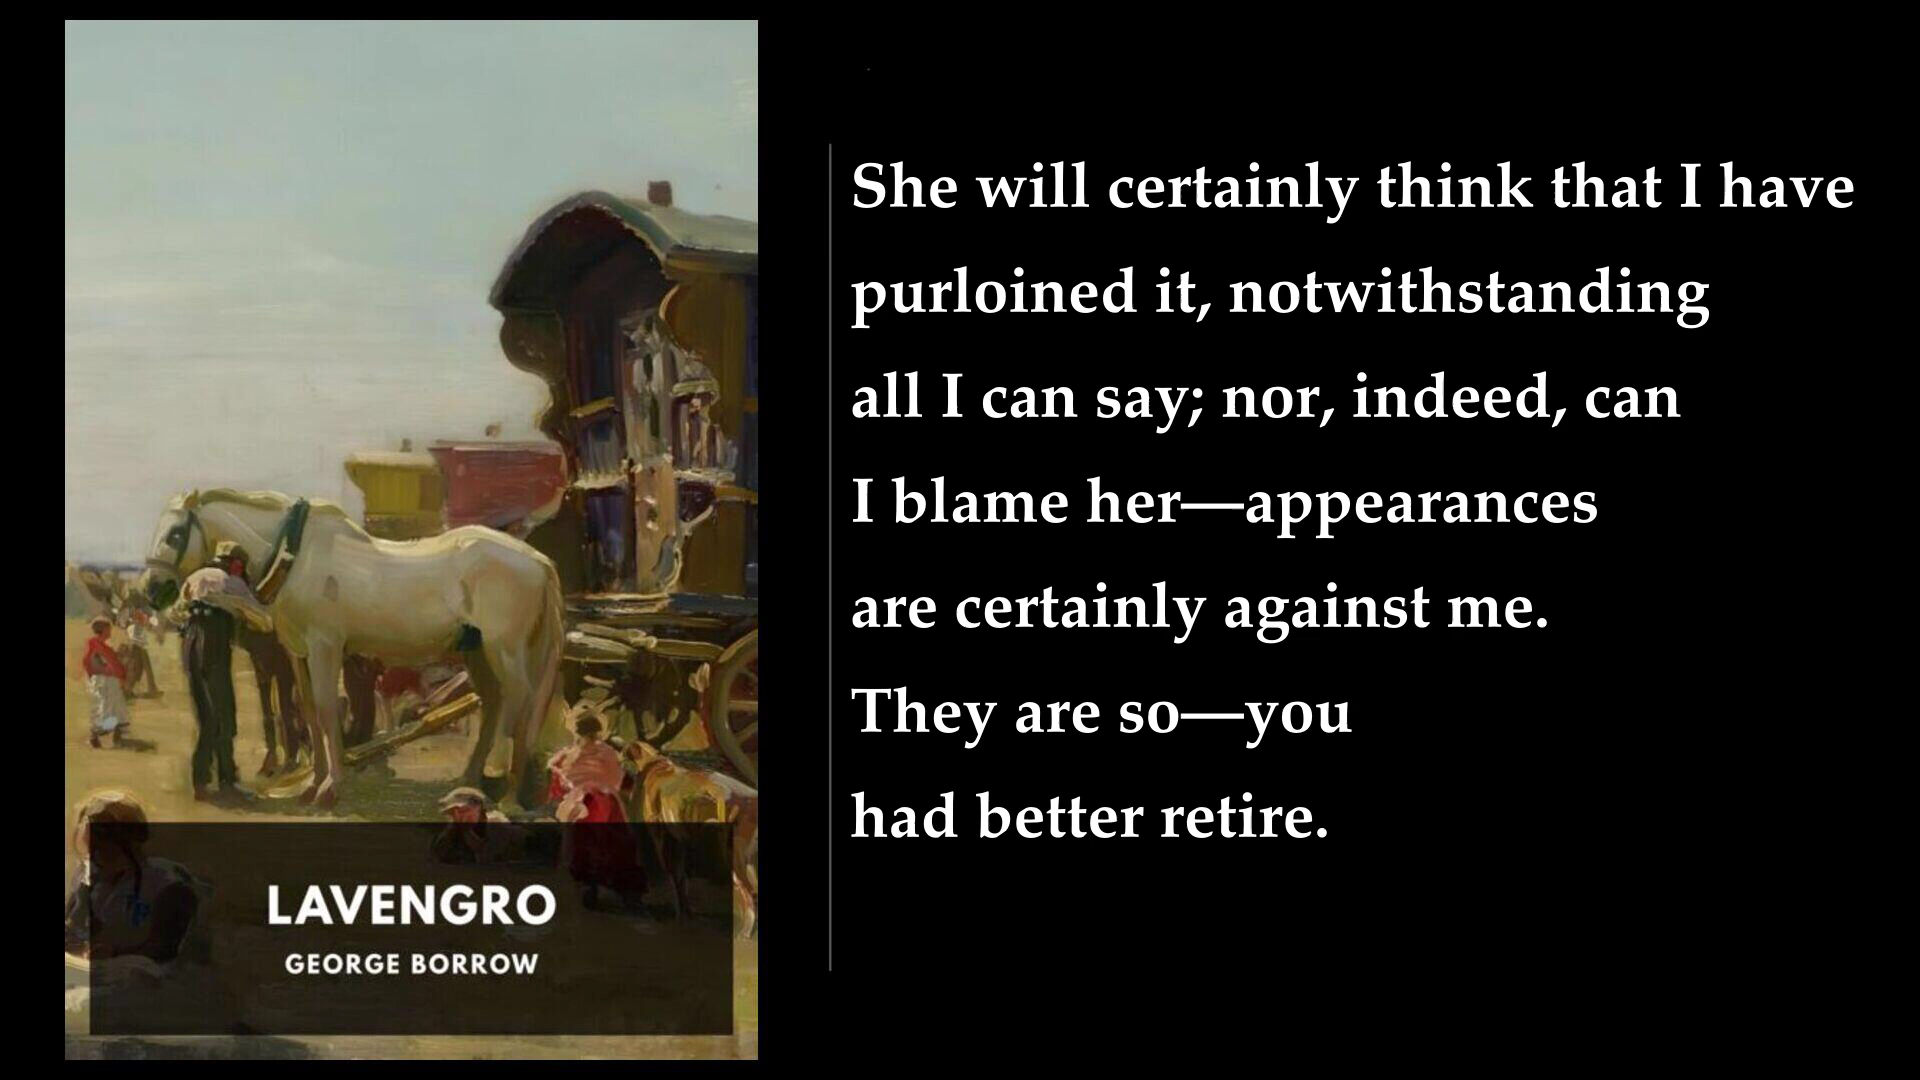 She will certainly think that I have
purloined it, notwithstanding
all I can say; nor, indeed, can
I blame her—appearances
are certainly against me.
They are so—you
had better retire.
LAVENGRO
GEORGE BORROW